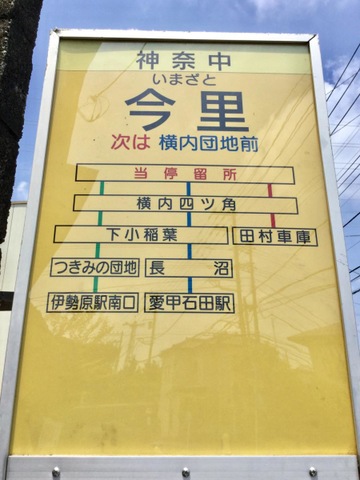 神奈中
いまざと
今里
次は 横内団地前
当停留所
横内四ツ角
下小稲葉 田村車庫
つきみの団地 長沼
伊勢原駅南口 愛甲石田駅